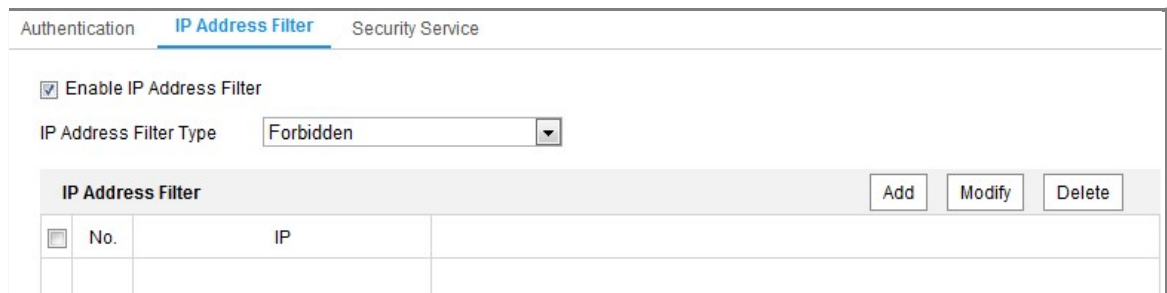 Authentication IP Address Filter Security Service
Enable IP Address Filter
IP Address Filter Type Forbidden
IP Address Filter Add Modify Delete
No. IP